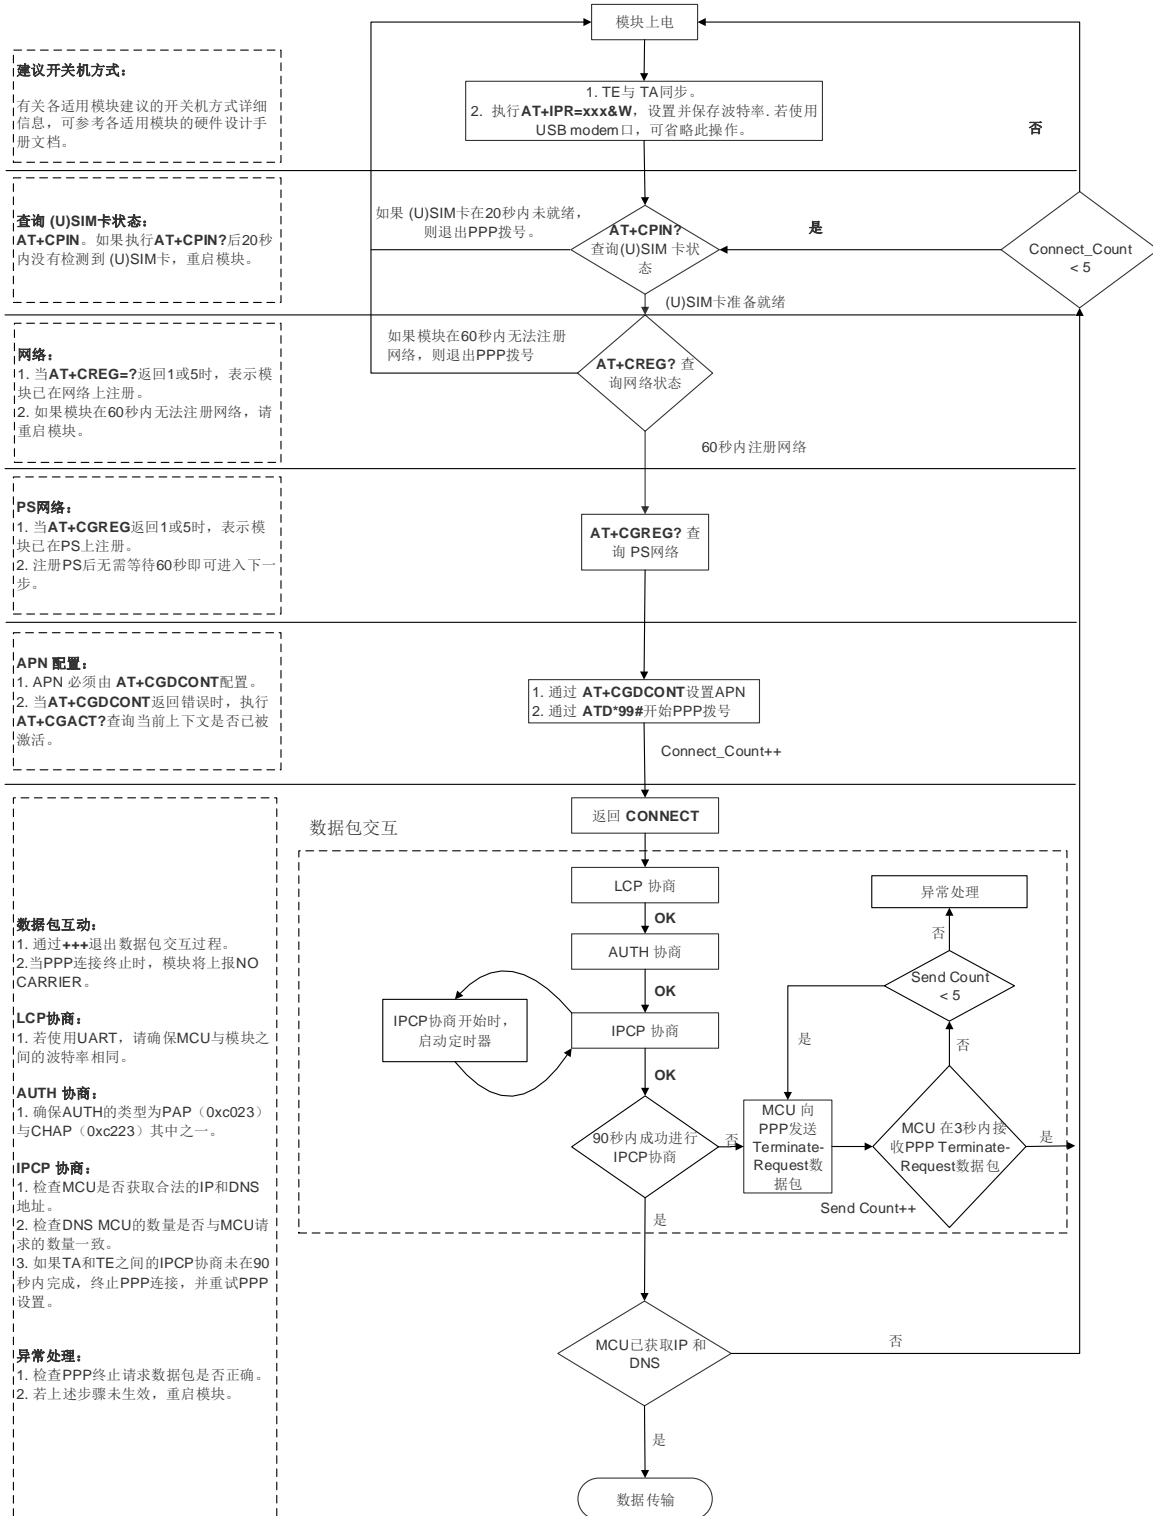 模块上电
建议开关机方式：
有关各适用模块建议的开关机方式详细
信息，可参考各适用模块的硬件设计手
册文档。
1. TE与 TA同步。
2. 执行AT+IPR=xxx&W，设置并保存波特率. 若使用
USB modem口，可省略此操作。
否
查询 (U)SIM卡状态：
AT+CPIN。如果执行AT+CPIN?后20秒
内没有检测到 (U)SIM卡，重启模块。
如果 (U)SIM卡在20秒内未就绪，
则退出PPP拨号。
AT+CPIN?
查询(U)SIM 卡状
态
是
Connect_Count
< 5
(U)SIM卡准备就绪
网络：
1. 当AT+CREG=?返回1或5时，表示模
块已在网络上注册。
2. 如果模块在60秒内无法注册网络，请
重启模块。
如果模块在60秒内无法注册
网络，则退出PPP拨号
AT+CREG? 查
询网络状态
60秒内注册网络
PS网络：
1. 当AT+CGREG返回1或5时，表示模
块已在PS上注册。
2. 注册PS后无需等待60秒即可进入下一
步。
AT+CGREG? 查
询 PS网络
APN 配置：
1. APN 必须由 AT+CGDCONT配置。
2. 当AT+CGDCONT返回错误时，执行
AT+CGACT?查询当前上下文是否已被
激活。
1. 通过 AT+CGDCONT设置APN
2. 通过 ATD*99#开始PPP拨号
Connect_Count++
返回 CONNECT
数据包交互
LCP 协商
OK
AUTH 协商
OK
IPCP协商开始时，
启动定时器
IPCP 协商
OK
90秒内成功进行
IPCP协商
否
MCU 向
PPP发送
Terminate-
Request数
据包
MCU 在3秒内接
收PPP Terminate-
Request数据包
是
Send Count++
否
Send Count
< 5
是
否
异常处理
是
数据包互动：
1. 通过+++退出数据包交互过程。
2.当PPP连接终止时，模块将上报NO
CARRIER。
LCP协商：
1. 若使用UART，请确保MCU与模块之
间的波特率相同。
AUTH 协商：
1. 确保AUTH的类型为PAP（0xc023）
与CHAP（0xc223）其中之一。
IPCP 协商：
1. 检查MCU是否获取合法的IP和DNS
地址。
2. 检查DNS MCU的数量是否与MCU请
求的数量一致。
3. 如果TA和TE之间的IPCP协商未在90
秒内完成，终止PPP连接，并重试PPP
设置。
异常处理：
1. 检查PPP终止请求数据包是否正确。
2. 若上述步骤未生效，重启模块。
MCU已获取IP 和
DNS
否
是
数据传输